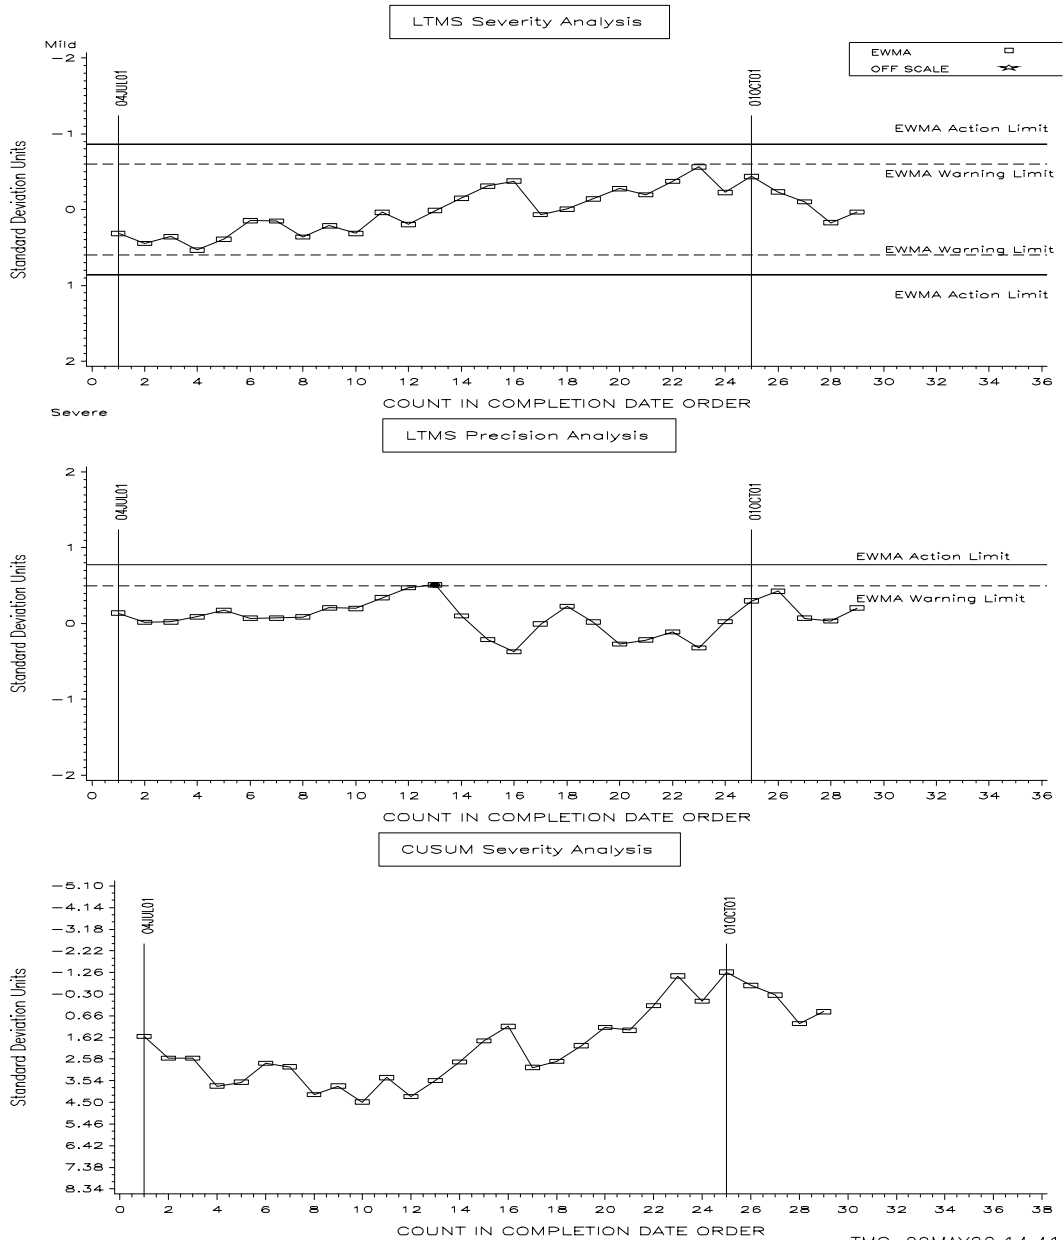 LTMS Severity Analysis
Mild
EWMA
OFF SCALE
04JUL01
01OCT01
-2
-1
0
1
2
Standard Deviation Units
EWMA Action Limit
EWMA Warning Limit
EWMA Warning Limit
EWMA Action Limit
0 2 4 6 8 10 12 14 16 18 20 22 24 26 28 30 32 34 36
COUNT IN COMPLETION DATE ORDER
Severe
LTMS Precision Analysis
04JUL01
01OCT01
2
1
0
-1
-2
Standard Deviation Units
EWMA Action Limit
EWMA Warning Limit
0 2 4 6 8 10 12 14 16 18 20 22 24 26 28 30 32 34 36
COUNT IN COMPLETION DATE ORDER
CUSUM Severity Analysis
04JUL01
01OCT01
-5.10
-4.14
-3.18
-2.22
-1.26
-0.30
0.66
1.62
2.58
3.54
4.50
5.46
6.42
7.38
8.34
Standard Deviation Units
0 2 4 6 8 10 12 14 16 18 20 22 24 26 28 30 32 34 36 38
COUNT IN COMPLETION DATE ORDER